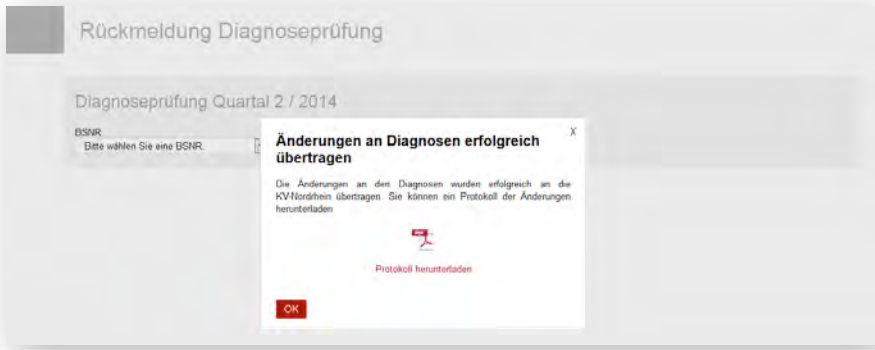 Rückmeldung Diagnoseprüfung
Diagnoseprüfung Quartal 2 / 2014
BSNR
Bitte wählen Sie eine BSNR.
X
Änderungen an Diagnosen erfolgreich
übertragen
Die Änderungen an den Diagnosen wurden erfolgreich an die
KV-Nordrhein übertragen. Sie können ein Protokoll der Änderungen
herunterladen
PDF
Protokoll herunterladen
OK